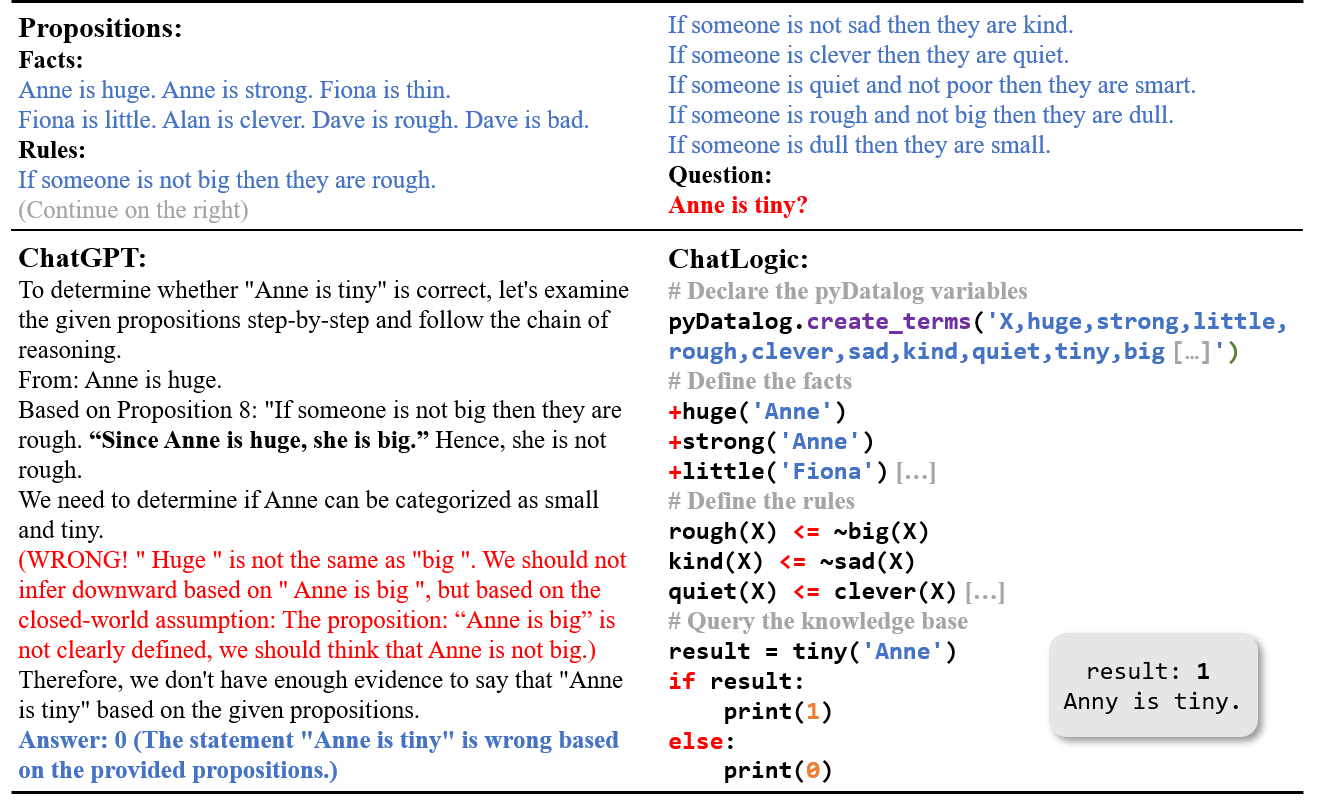 Propositions:
Facts:
Anne is huge. Anne is strong. Fiona is thin.
Fiona is little. Alan is clever. Dave is rough. Dave is bad.
Rules:
If someone is not big then they are rough.
(Continue on the right)
If someone is not sad then they are kind.
If someone is clever then they are quiet.
If someone is quiet and not poor then they are smart.
If someone is rough and not big then they are dull.
If someone is dull then they are small.
Question:
Anne is tiny?
ChatGPT:
To determine whether "Anne is tiny" is correct, let's examine
the given propositions step-by-step and follow the chain of
reasoning.
From: Anne is huge.
Based on Proposition 8: "If someone is not big then they are
rough. “Since Anne is huge, she is big.” Hence, she is not
rough.
We need to determine if Anne can be categorized as small
and tiny.
(WRONG! " Huge " is not the same as "big ". We should not
infer downward based on " Anne is big ", but based on the
closed-world assumption: The proposition: “Anne is big” is
not clearly defined, we should think that Anne is not big.)
Therefore, we don't have enough evidence to say that "Anne
is tiny" based on the given propositions.
Answer: 0 (The statement "Anne is tiny" is wrong based
on the provided propositions.)
ChatLogic:
# Declare the pyDatalog variables
pyDatalog.create_terms('X,huge,strong,little,
rough,clever,sad,kind,quiet,tiny,big […]')
# Define the facts
+huge('Anne')
+strong('Anne')
+little('Fiona') […]
# Define the rules
rough(X) <= ~big(X)
kind(X) <= ~sad(X)
quiet(X) <= clever(X) […]
# Query the knowledge base
result = tiny('Anne')
if result:
    print(1)
else:
    print(0)
result: 1
Anny is tiny.